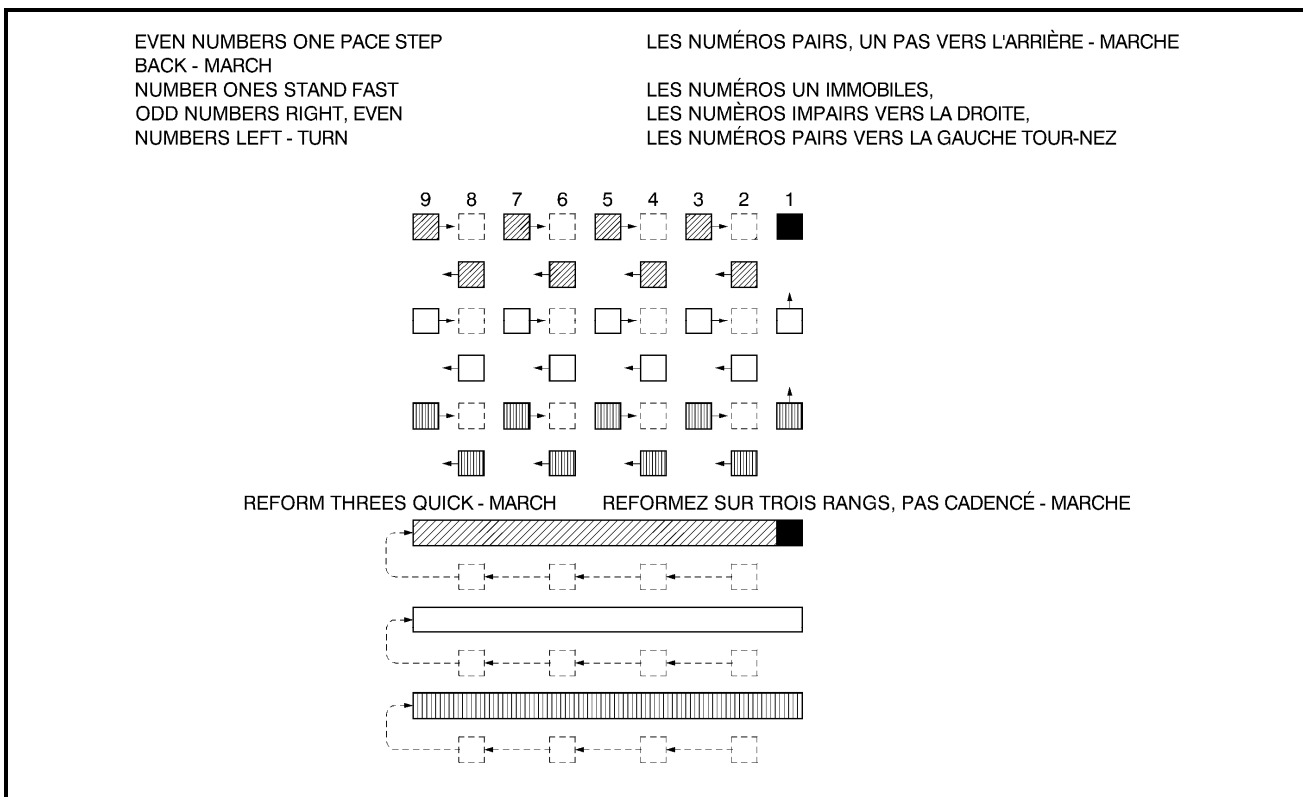 EVEN NUMBERS ONE PACE STEP
BACK - MARCH
NUMBER ONES STAND FAST
ODD NUMBERS RIGHT, EVEN
NUMBERS LEFT - TURN
LES NUMÉROS PAIRS, UN PAS VERS L'ARRIÈRE - MARCHE
LES NUMÉROS UN IMMOBILES,
LES NUMÈROS IMPAIRS VERS LA DROITE,
LES NUMÉROS PAIRS VERS LA GAUCHE TOUR-NEZ
9 8 7 6 5 4 3 2 1
REFORM THREES QUICK - MARCH
REFORMEZ SUR TROIS RANGS, PAS CADENCÉ - MARCHE